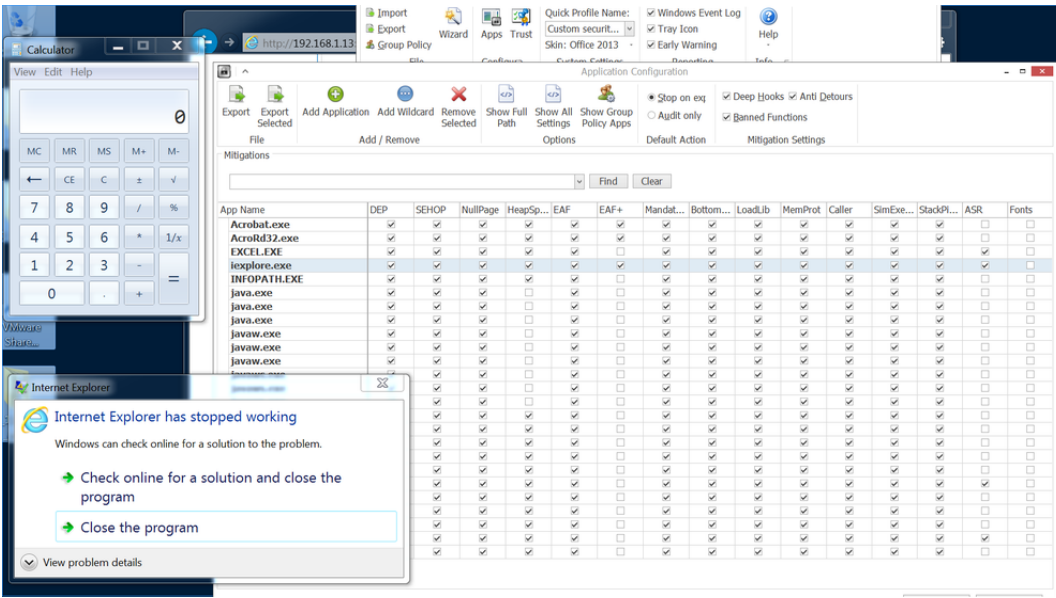 Import
Export
Group Policy
Wizard
Apps
Trust
Quick Profile Name:
Custom securit...
Skin: Office 2013
Windows Event Log
Tray Icon
Early Warning
Help
http://192.168.1.13
Calculator
View Edit Help
0
MC MR MS M+ M-
← CE C ± √
7 8 9 / %
4 5 6 * 1/x
1 2 3 - =
0 . +
VMware
Share...
Application Configuration
Export
Export Selected
Add Application
Add Wildcard
Remove Selected
Show Full Path
Show All Settings
Show Group Policy Apps
Stop on exp
Audit only
Deep Hooks
Anti Detours
Banned Functions
File
Add / Remove
Options
Default Action
Mitigation Settings
Mitigations
Find
Clear
App Name DEP SEHOP NullPage HeapSp... EAF EAF+ Mandat... Bottom... LoadLib MemProt Caller SimExe... StackPi... ASR Fonts
Acrobat.exe
AcroRd32.exe
EXCEL.EXE
iexplore.exe
INFOPATH.EXE
java.exe
java.exe
java.exe
javaw.exe
javaw.exe
javaw.exe
Internet Explorer
Internet Explorer has stopped working
Windows can check online for a solution to the problem.
Check online for a solution and close the
program
Close the program
View problem details